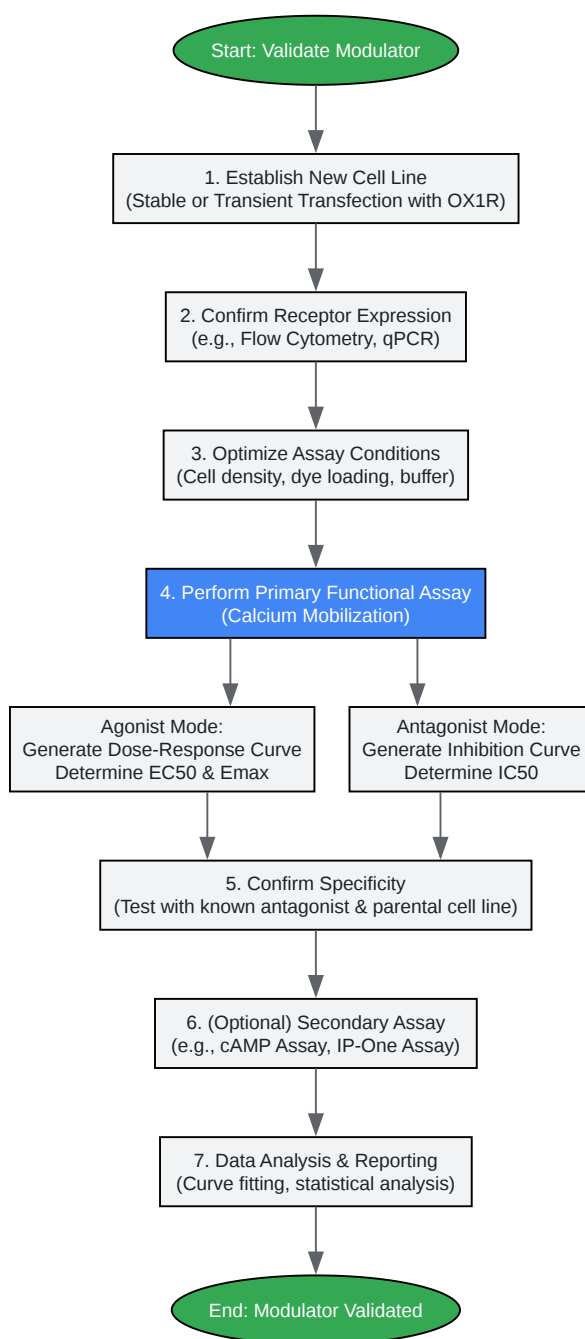 Start: Validate Modulator
1. Establish New Cell Line
(Stable or Transient Transfection with OX1R)
2. Confirm Receptor Expression
(e.g., Flow Cytometry, qPCR)
3. Optimize Assay Conditions
(Cell density, dye loading, buffer)
4. Perform Primary Functional Assay
(Calcium Mobilization)
Agonist Mode:
Generate Dose-Response Curve
Determine EC50 & Emax
Antagonist Mode:
Generate Inhibition Curve
Determine IC50
5. Confirm Specificity
(Test with known antagonist & parental cell line)
6. (Optional) Secondary Assay
(e.g., cAMP Assay, IP-One Assay)
7. Data Analysis & Reporting
(Curve fitting, statistical analysis)
End: Modulator Validated